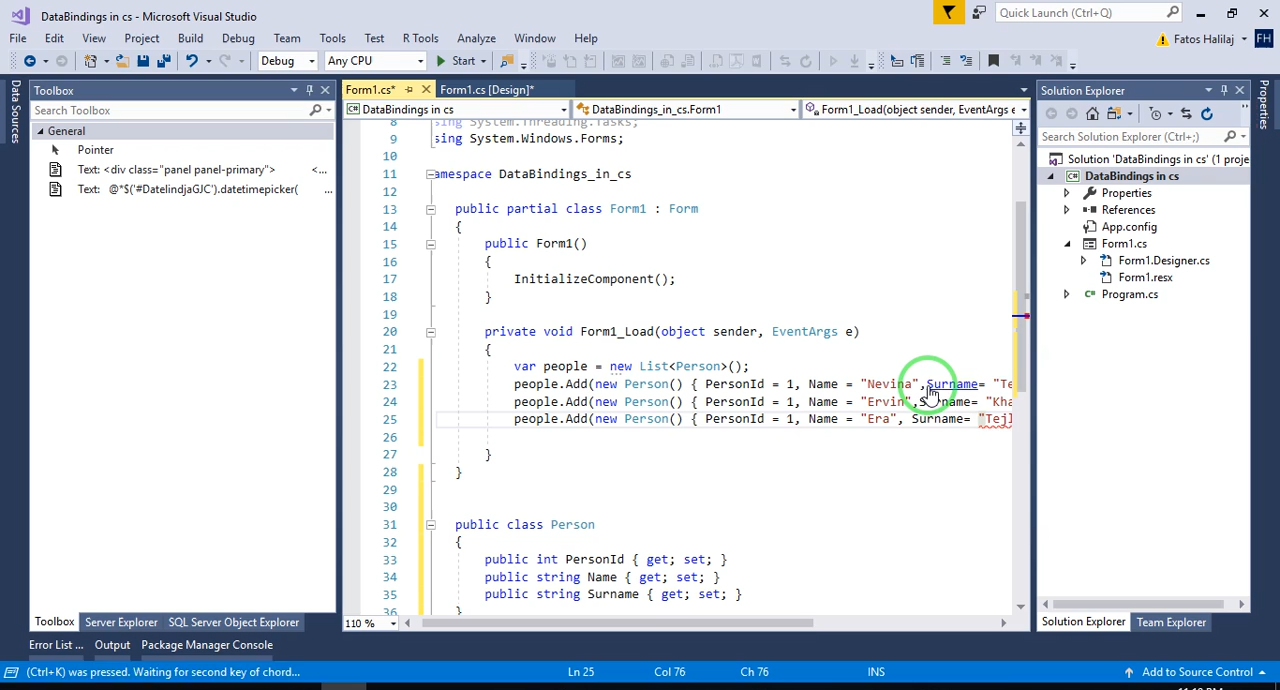 DataBindings in cs - Microsoft Visual Studio
Quick Launch (Ctrl+Q)
File Edit View Project Build Debug Team Tools Test R Tools Analyze Window Help
Fatos Halilaj FH
Debug Any CPU Start
Data Sources
Toolbox
Search Toolbox
General
Pointer
Text: <div class="panel panel-primary"> <...
Text: @*$('#DatelindjaGJC').datetimepicker( ...
Form1.cs* Form1.cs [Design]*
DataBindings in cs DataBindings_in_cs.Form1 Form1_Load(object sender, EventArgs e
8 sing System.Threading.Tasks;
9 sing System.Windows.Forms;
10
11 amespace DataBindings_in_cs
12 {
13 public partial class Form1 : Form
14 {
15 public Form1()
16 {
17 InitializeComponent();
18 }
19
20 private void Form1_Load(object sender, EventArgs e)
21 {
22 var people = new List<Person>();
23 people.Add(new Person() { PersonId = 1, Name = "Nevina",Surname= "Te
24 people.Add(new Person() { PersonId = 1, Name = "Ervin",Surname= "Kha
25 people.Add(new Person() { PersonId = 1, Name = "Era", Surname= "Tejl
26
27 }
28 }
29
30
31 public class Person
32 {
33 public int PersonId { get; set; }
34 public string Name { get; set; }
35 public string Surname { get; set; }
36 }
110 %
Solution Explorer
Search Solution Explorer (Ctrl+;)
Solution 'DataBindings in cs' (1 proje
DataBindings in cs
Properties
References
App.config
Form1.cs
Form1.Designer.cs
Form1.resx
Program.cs
Properties
Toolbox Server Explorer SQL Server Object Explorer
Solution Explorer Team Explorer
Error List ... Output Package Manager Console
(Ctrl+K) was pressed. Waiting for second key of chord... Ln 25 Col 76 Ch 76 INS Add to Source Control